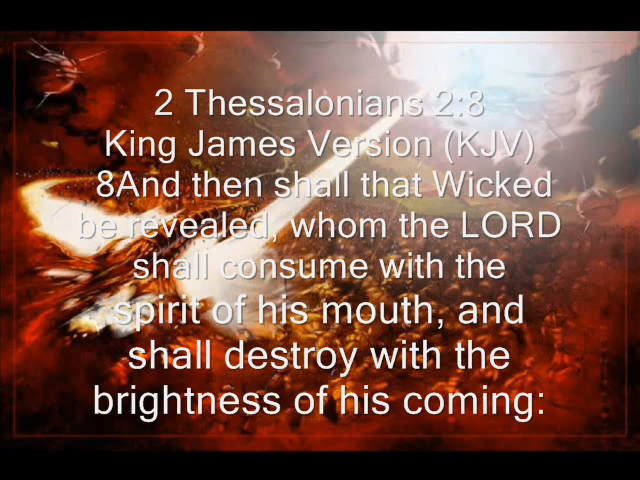 2 Thessalonians 2:8
King James Version (KJV)
8And then shall that Wicked
be revealed, whom the LORD
shall consume with the
spirit of his mouth, and
shall destroy with the
brightness of his coming: